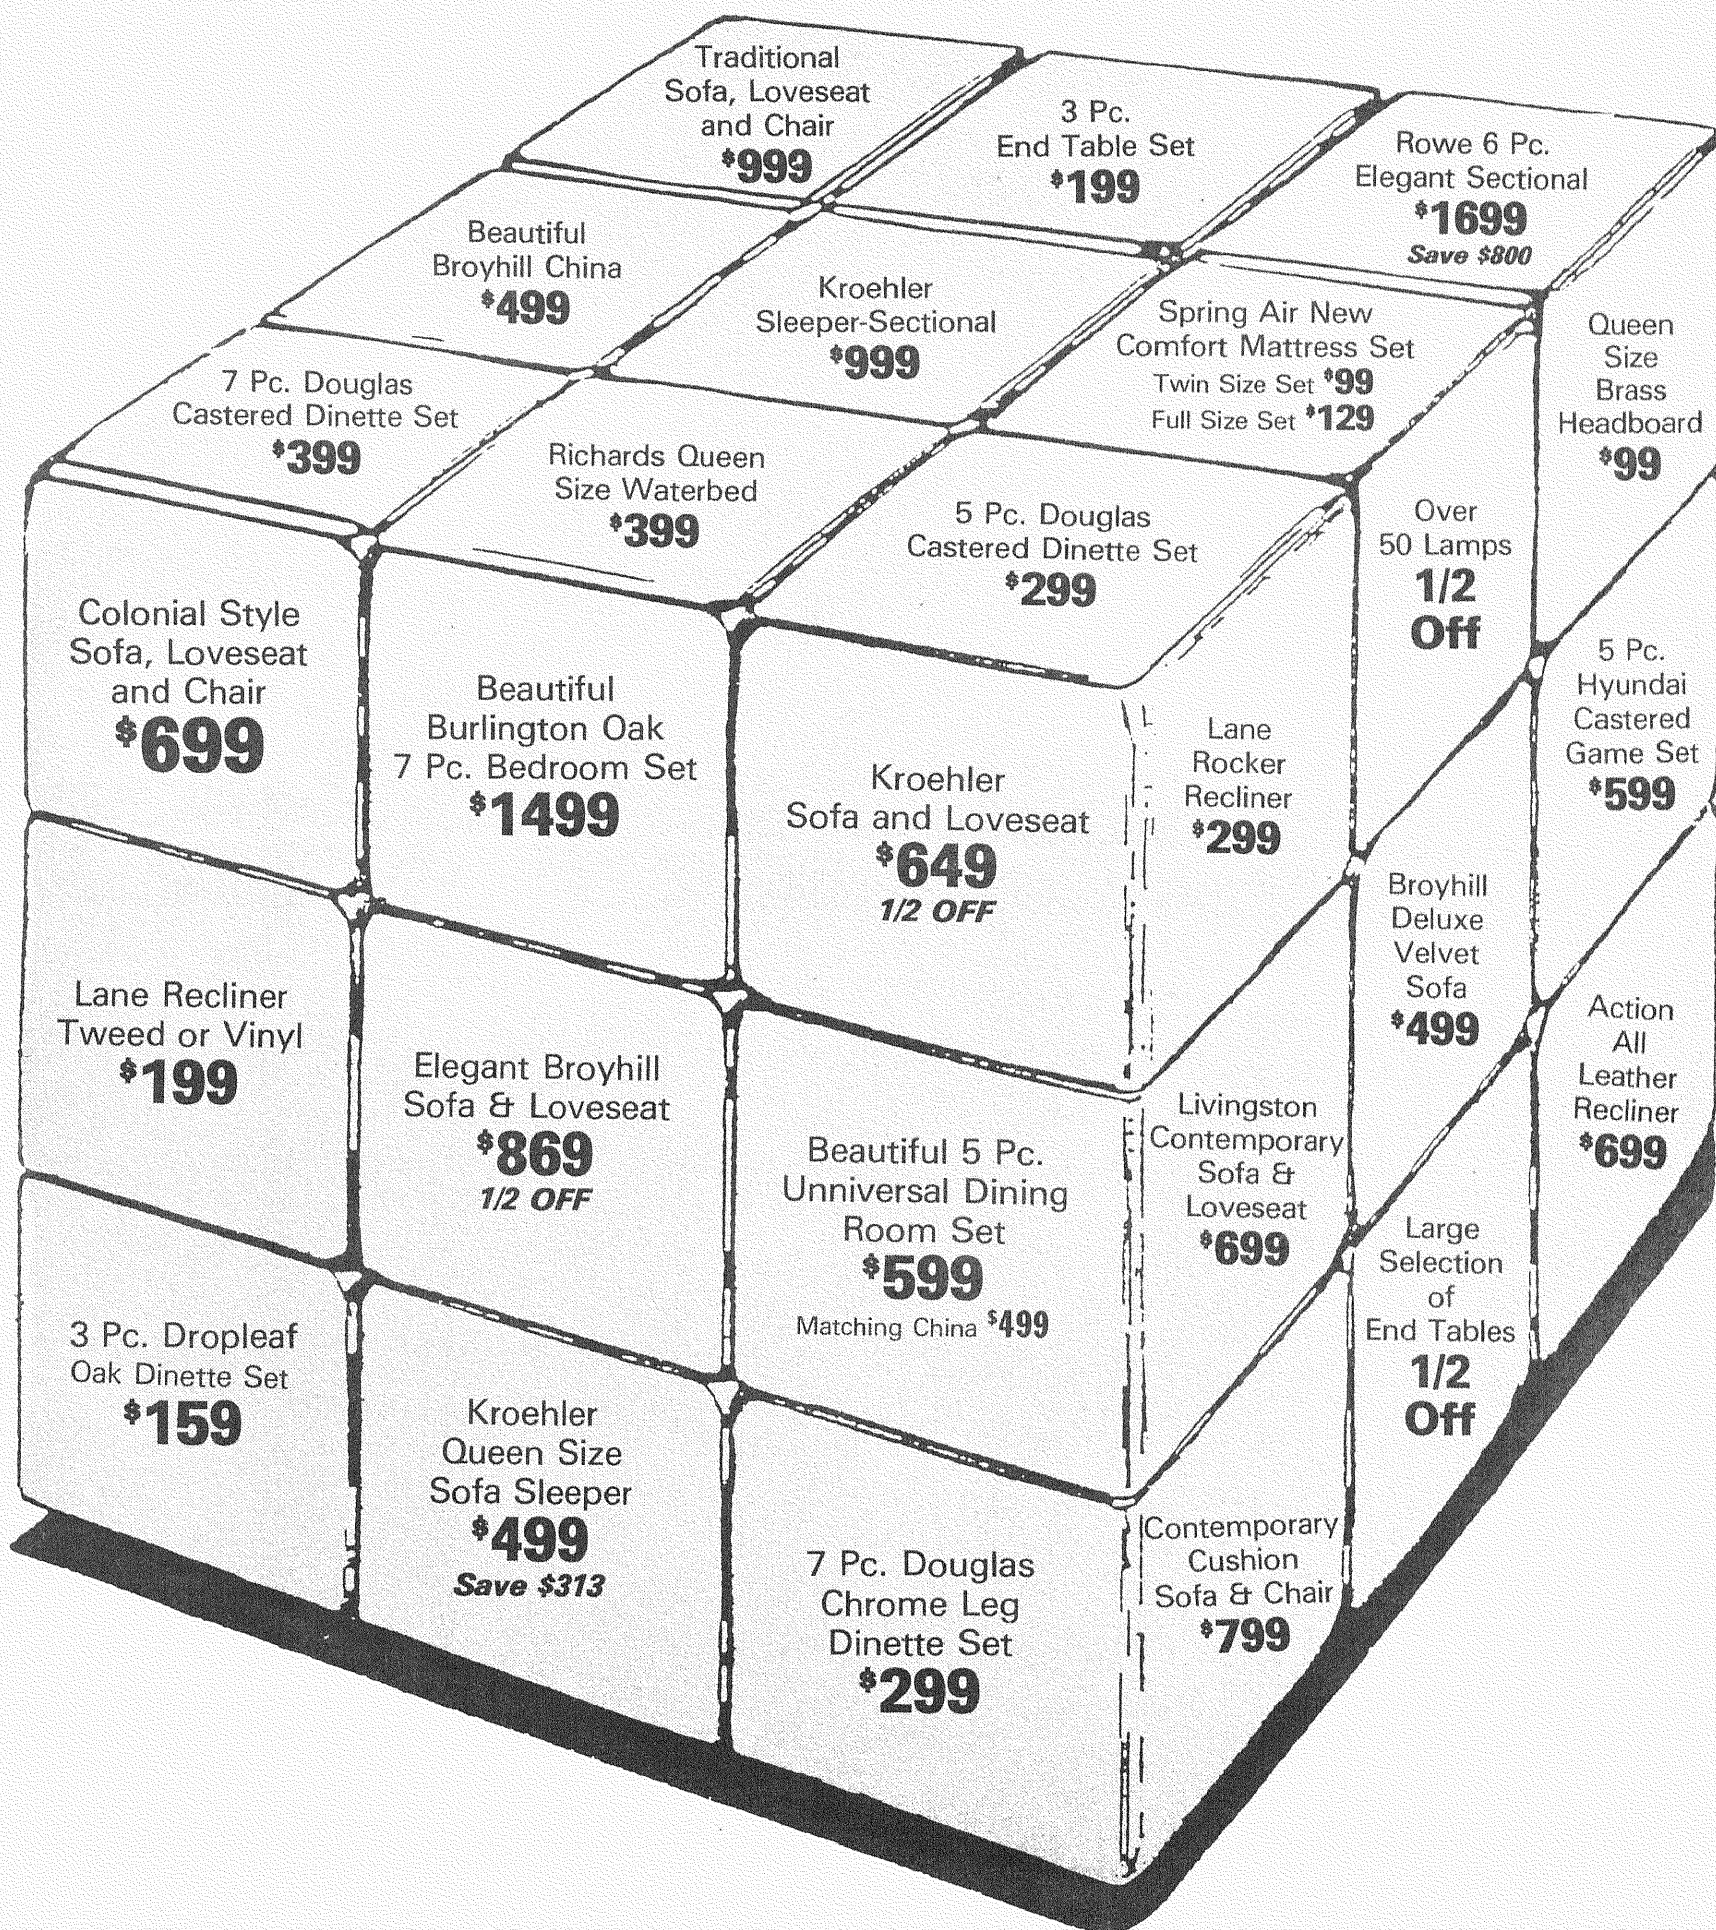 Traditional
Sofa, Loveseat
and Chair
$999
3 Pc.
End Table Set
$199
Rowe 6 Pc.
Elegant Sectional
$1699
Save $800
Beautiful
Broyhill China
$499
Kroehler
Sleeper-Sectional
$999
Spring Air New
Comfort Mattress Set
Twin Size Set $99
Full Size Set $129
7 Pc. Douglas
Castered Dinette Set
$399
Richards Queen
Size Waterbed
$399
5 Pc. Douglas
Castered Dinette Set
$299
Colonial Style
Sofa, Loveseat
and Chair
$699
Beautiful
Burlington Oak
7 Pc. Bedroom Set
$1499
Kroehler
Sofa and Loveseat
$649
1/2 OFF
Lane Recliner
Tweed or Vinyl
$199
Elegant Broyhill
Sofa & Loveseat
$869
1/2 OFF
Beautiful 5 Pc.
Unniversal Dining
Room Set
$599
Matching China $499
3 Pc. Dropleaf
Oak Dinette Set
$159
Kroehler
Queen Size
Sofa Sleeper
$499
Save $313
7 Pc. Douglas
Chrome Leg
Dinette Set
$299
Lane
Rocker
Recliner
$299
Over
50 Lamps
1/2
Off
Queen
Size
Brass
Headboard
$99
Livingston
Contemporary
Sofa &
Loveseat
$699
Broyhill
Deluxe
Velvet
Sofa
$499
5 Pc.
Hyundai
Castered
Game Set
$599
Contemporary
Cushion
Sofa & Chair
$799
Large
Selection
of
End Tables
1/2
Off
Action
All
Leather
Recliner
$699